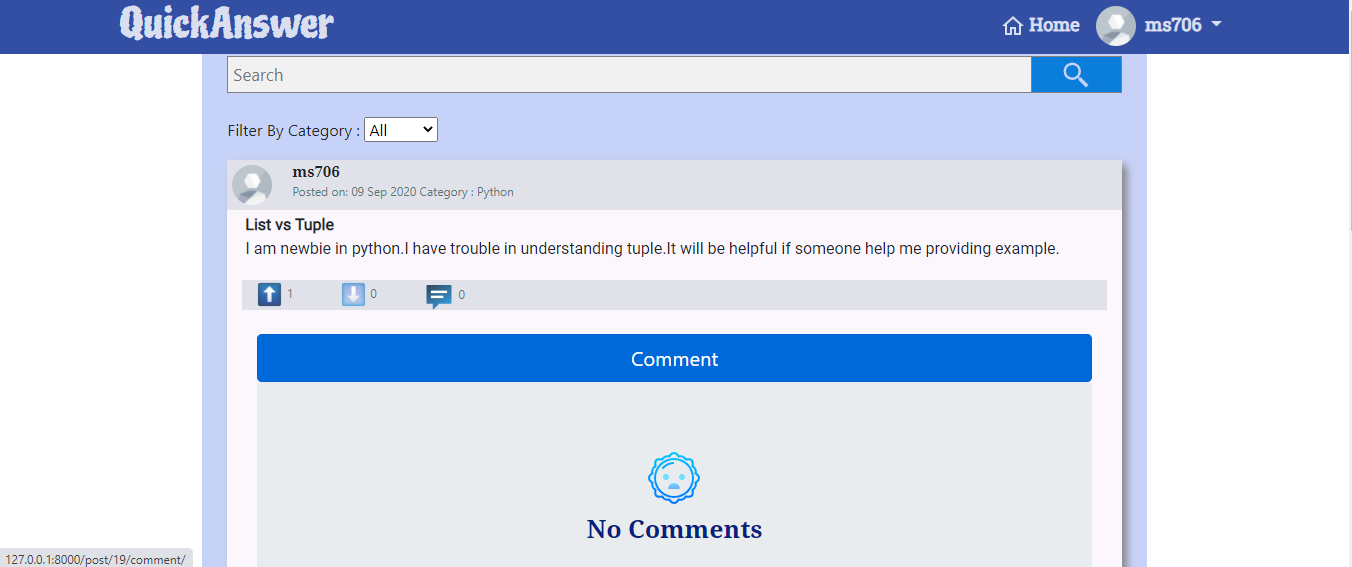 QuickAnswer
Home ms706
Search
Filter By Category : All
ms706
Posted on: 09 Sep 2020 Category : Python
List vs Tuple
I am newbie in python.I have trouble in understanding tuple.It will be helpful if someone help me providing example.
1 0 0
Comment
No Comments
127.0.0.1:8000/post/19/comment/